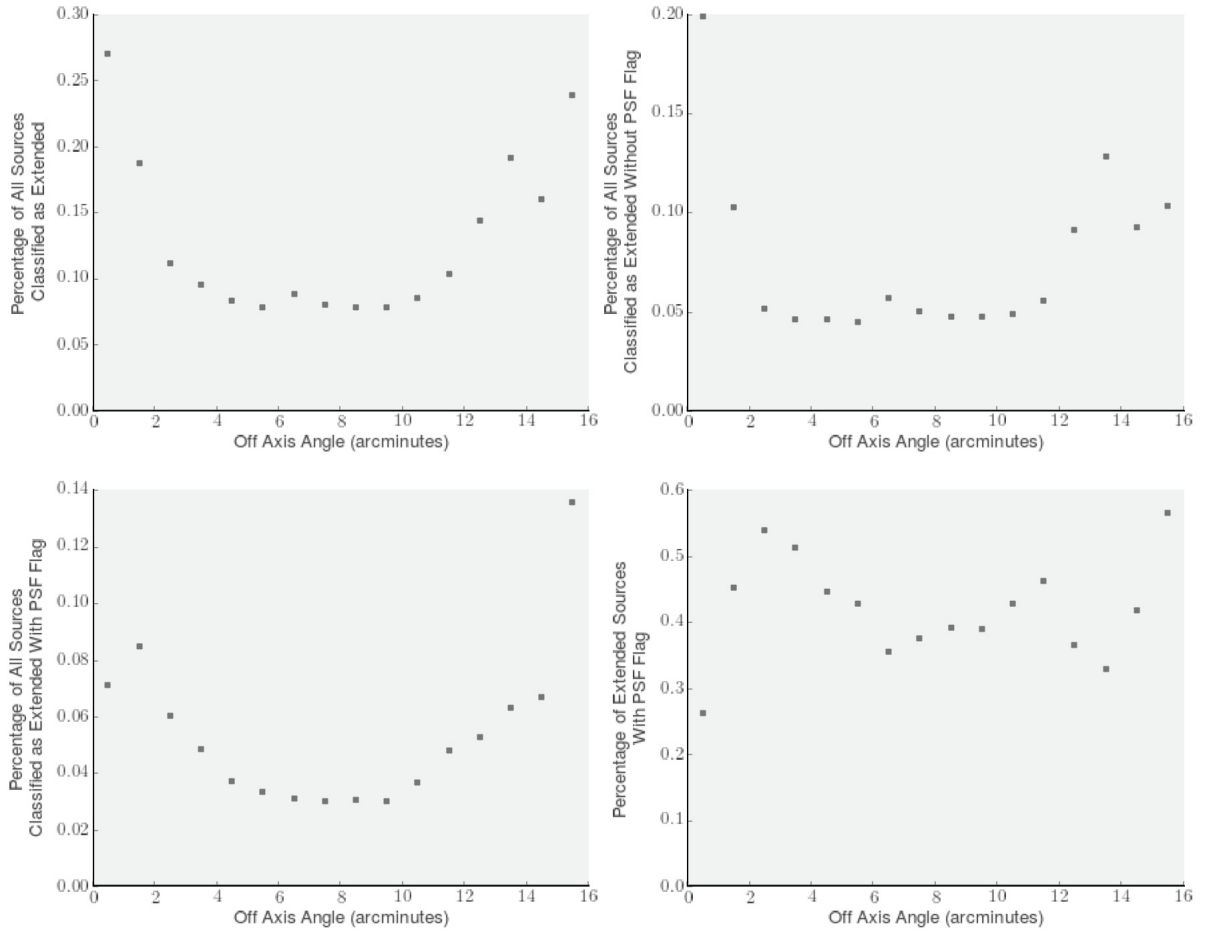 Percentage of All Sources
Classified as Extended
0.30
0.25
0.20
0.15
0.10
0.05
0.00
0 2 4 6 8 10 12 14 16
Off Axis Angle (arcminutes)
Percentage of All Sources
Classified as Extended Without PSF Flag
0.20
0.15
0.10
0.05
0.00
0 2 4 6 8 10 12 14 16
Off Axis Angle (arcminutes)
Percentage of All Sources
Classified as Extended With PSF Flag
0.14
0.12
0.10
0.08
0.06
0.04
0.02
0.00
0 2 4 6 8 10 12 14 16
Off Axis Angle (arcminutes)
Percentage of Extended Sources
With PSF Flag
0.6
0.5
0.4
0.3
0.2
0.1
0.0
0 2 4 6 8 10 12 14 16
Off Axis Angle (arcminutes)